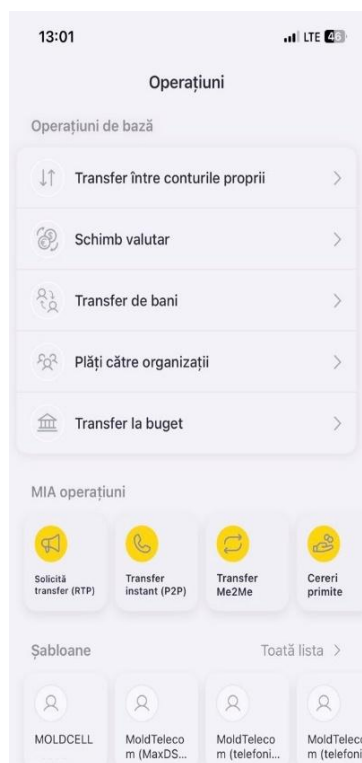 13:01
LTE 46
Operațiuni
Operațiuni de bază
Transfer între conturile proprii
Schimb valutar
Transfer de bani
Plăți către organizații
Transfer la buget
MIA operațiuni
Solicită
transfer (RTP)
Transfer
instant (P2P)
Transfer
Me2Me
Cereri
primite
Șabloane
Toată lista
MOLDCELL
MoldTeleco
m (MaxDS...
MoldTeleco
m (telefoni...
MoldTeleco
m (telefoni